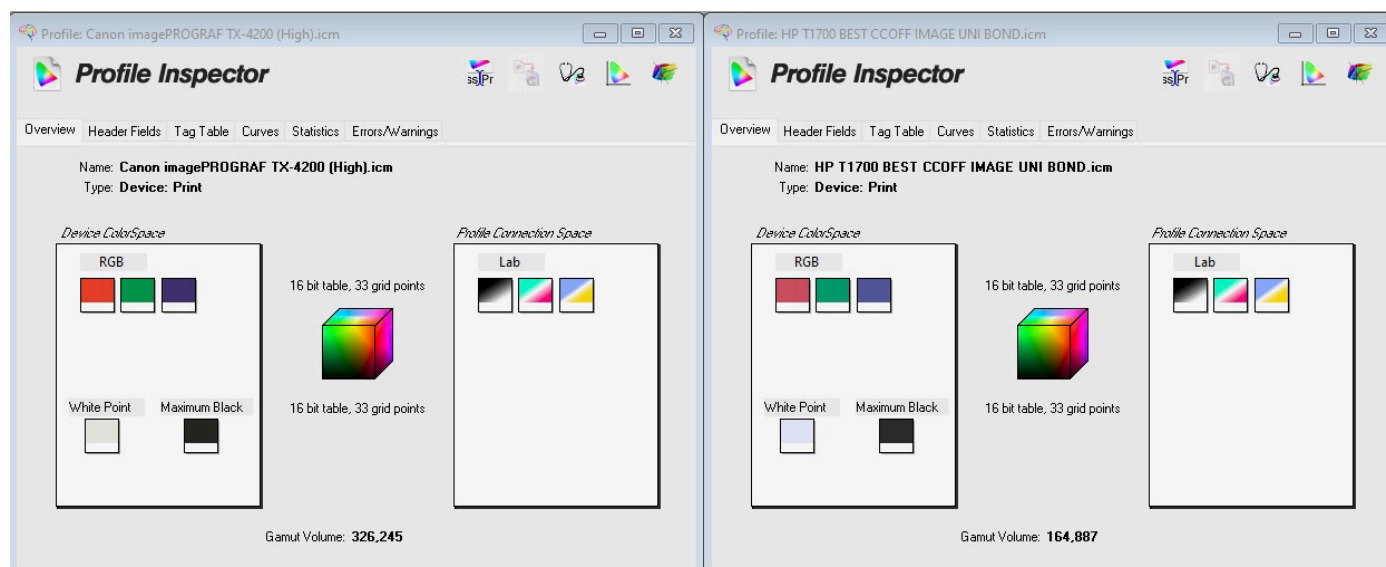 Profile: Canon imagePROGRAF TX-4200 (High).icm
Profile Inspector
ss Pr
Overview Header Fields Tag Table Curves Statistics Errors/Warnings
Name: Canon imagePROGRAF TX-4200 (High).icm
Type: Device: Print
Device ColorSpace
RGB
White Point Maximum Black
16 bit table, 33 grid points
16 bit table, 33 grid points
Profile Connection Space
Lab
Gamut Volume: 326,245
Profile: HP T1700 BEST CCOFF IMAGE UNI BOND.icm
Profile Inspector
ss Pr
Overview Header Fields Tag Table Curves Statistics Errors/Warnings
Name: HP T1700 BEST CCOFF IMAGE UNI BOND.icm
Type: Device: Print
Device ColorSpace
RGB
White Point Maximum Black
16 bit table, 33 grid points
16 bit table, 33 grid points
Profile Connection Space
Lab
Gamut Volume: 164,887